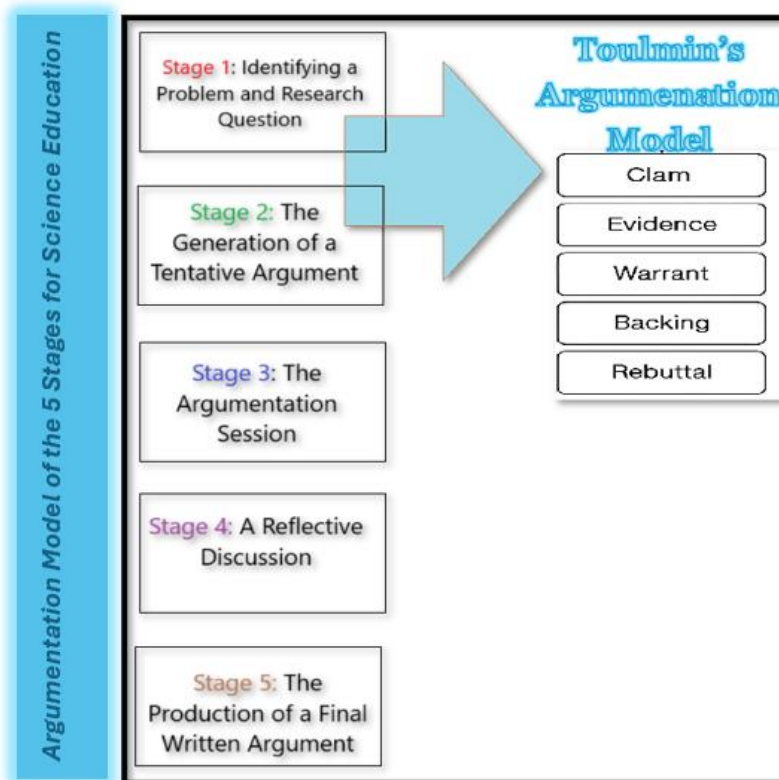 Argumentation Model of the 5 Stages for Science Education
Stage 1: Identifying a
Problem and Research
Question
Stage 2: The
Generation of a
Tentative Argument
Stage 3: The
Argumentation
Session
Stage 4: A Reflective
Discussion
Stage 5: The
Production of a Final
Written Argument
Toulmin's
Argumenation
Model
Clam
Evidence
Warrant
Backing
Rebuttal